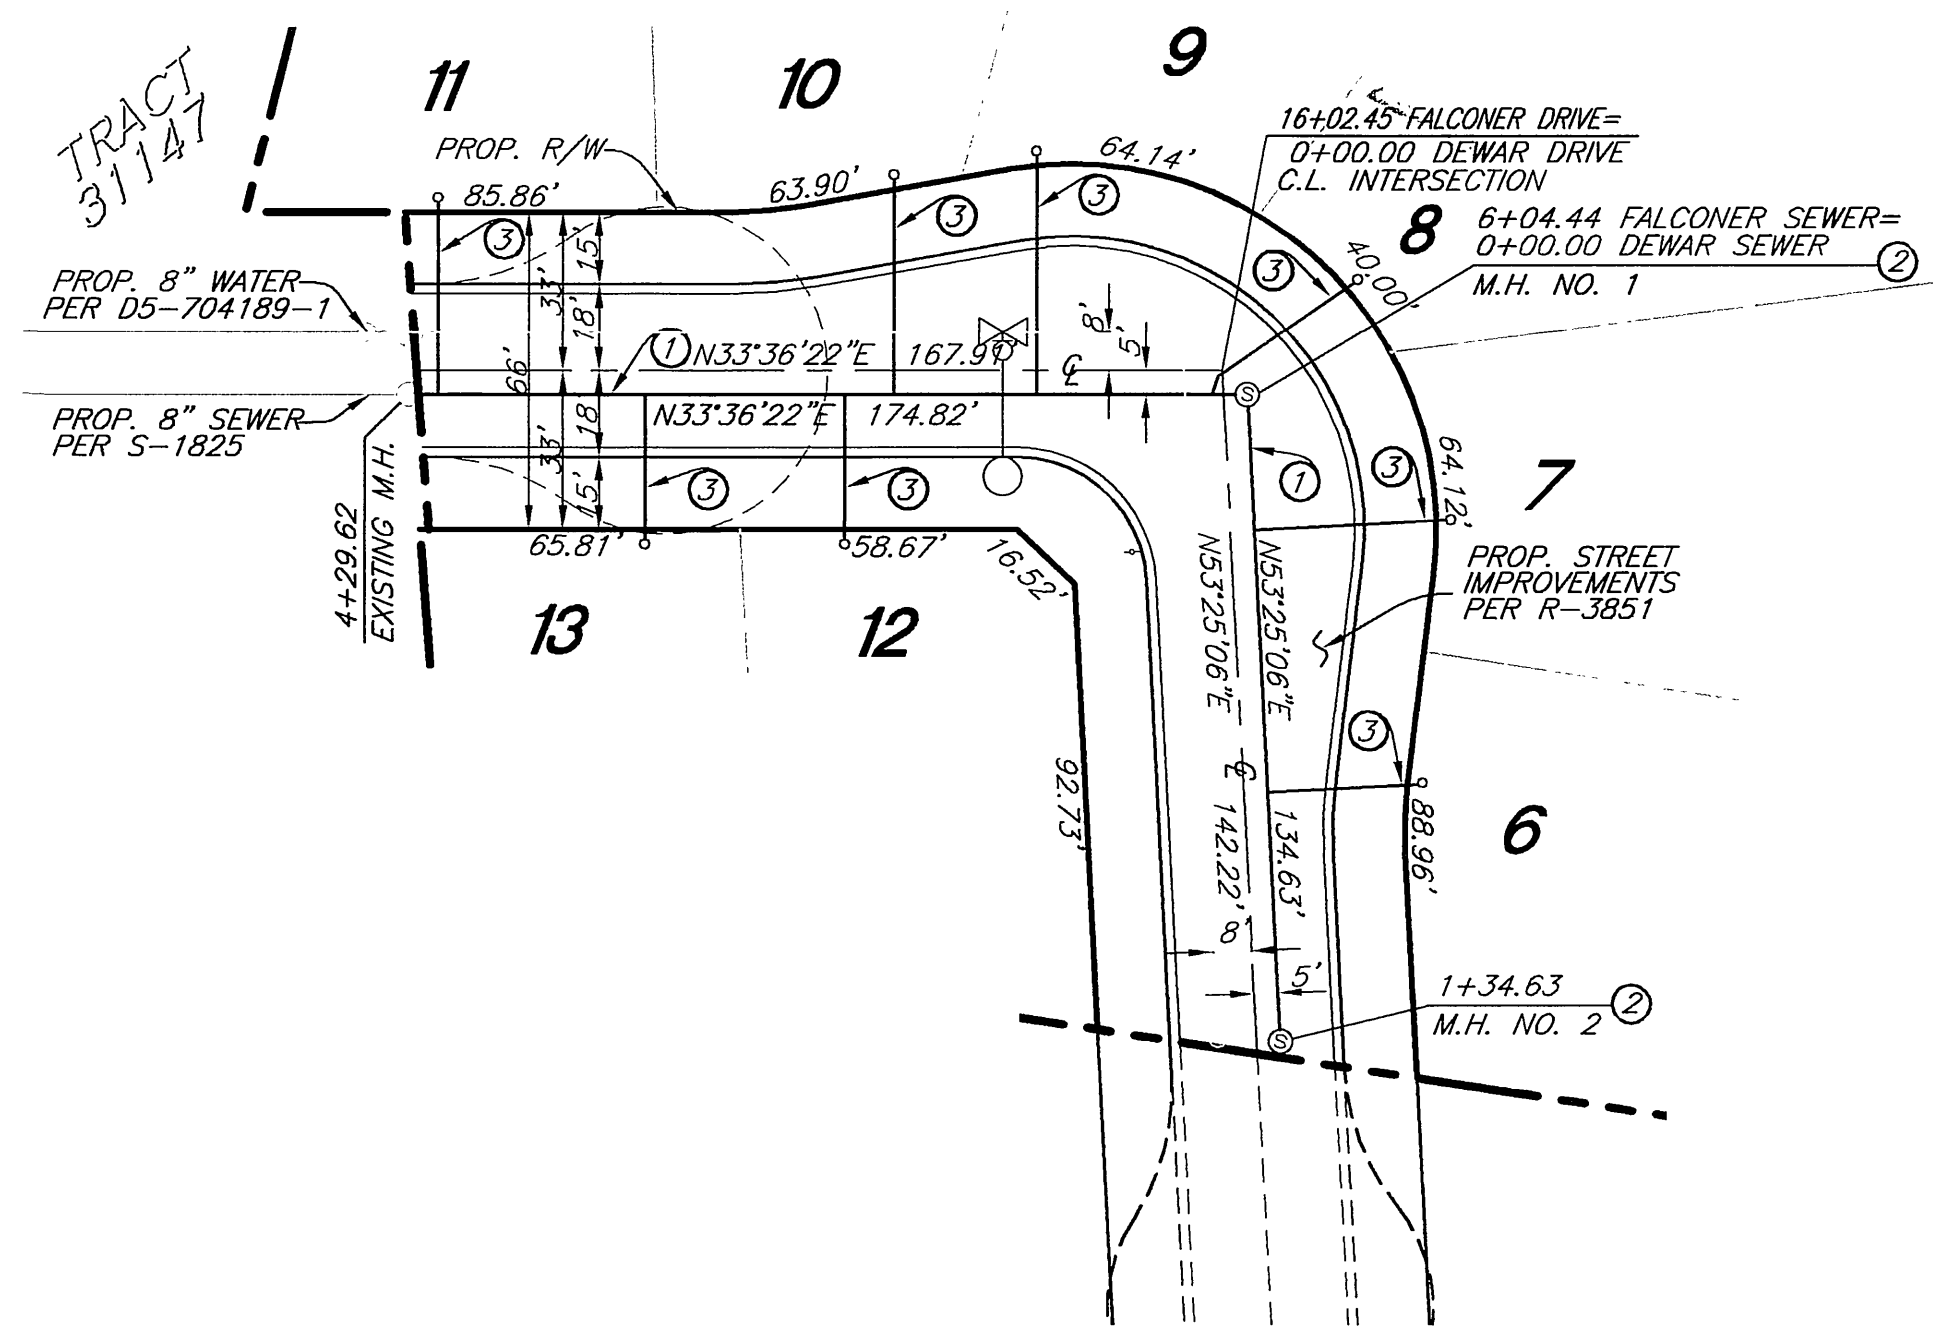 TRACT
31147
11
10
9
8
7
6
13
12
PROP. R/W
85.86'
63.90'
64.14'
16+02.45 FALCONER DRIVE=
0+00.00 DEWAR DRIVE
C.L. INTERSECTION
6+04.44 FALCONER SEWER=
0+00.00 DEWAR SEWER
M.H. NO. 1
2
40.00'
3
3
3
3
PROP. 8" WATER
PER D5-704189-1
PROP. 8" SEWER
PER S-1825
4+29.62
EXISTING M.H.
66'
33'
33'
15'
18'
18'
15'
1
N33°36'22"E 167.97'
℄
8'
5'
S
N33°36'22"E 174.82'
3
3
65.81'
58.67'
16.52'
1
3
64.12'
PROP. STREET
IMPROVEMENTS
PER R-3851
N53°25'06"E ℄ 142.22'
N53°25'06"E 134.63'
3
92.73'
88.96'
8'
5'
S
1+34.63
M.H. NO. 2
2